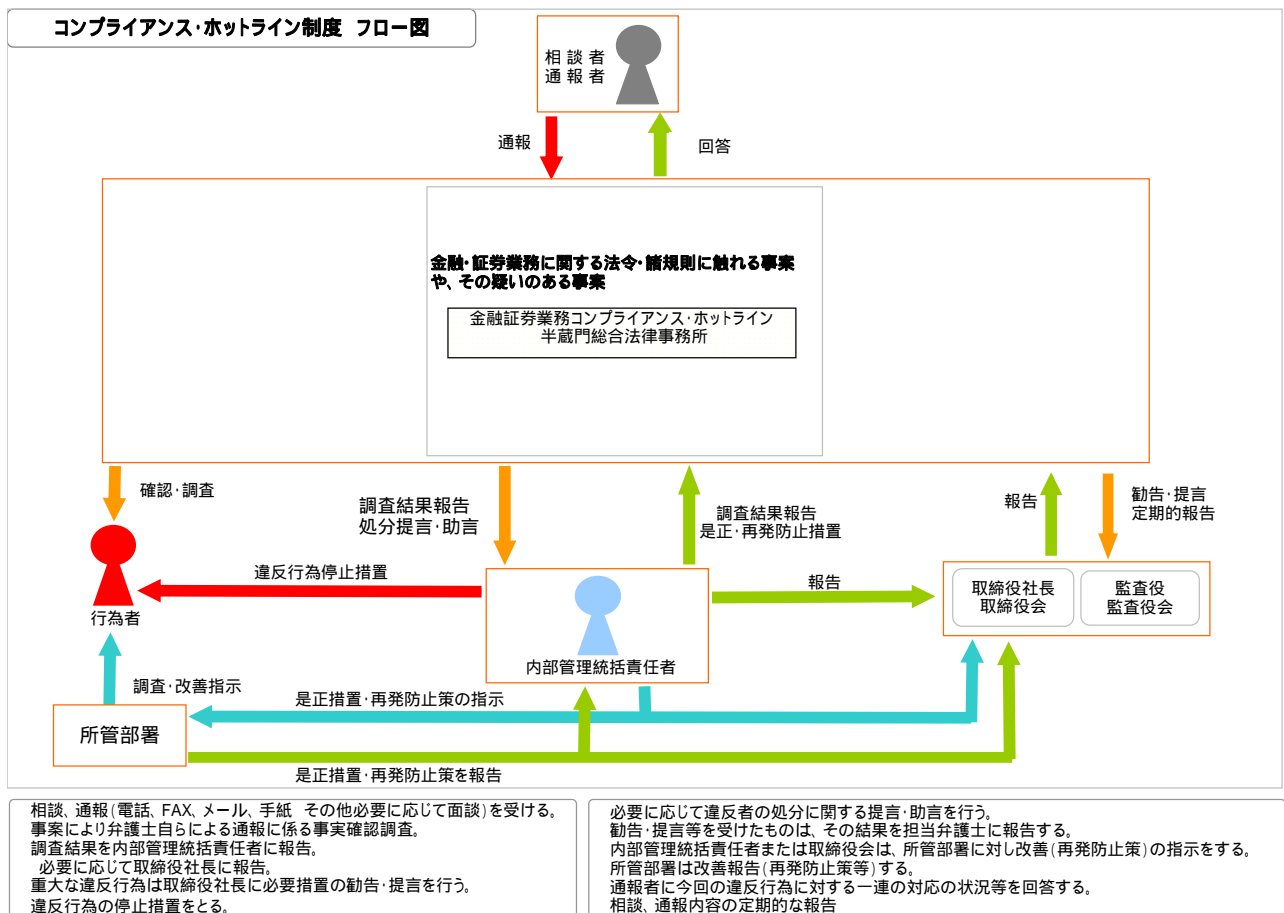 コンプライアンス・ホットライン制度 フロー図
相談者
通報者
通報
回答
金融・証券業務に関する法令・諸規則に触れる事案
や、その疑いのある事案
金融証券業務コンプライアンス・ホットライン
半蔵門総合法律事務所
確認・調査
調査結果報告
処分提言・助言
調査結果報告
是正・再発防止措置
報告
勧告・提言
定期的報告
違反行為停止措置
報告
取締役社長
取締役会
監査役
監査役会
行為者
内部管理統括責任者
調査・改善指示
是正措置・再発防止策の指示
所管部署
是正措置・再発防止策を報告
相談、通報(電話、FAX、メール、手紙 その他必要に応じて面談)を受ける。
事案により弁護士自らによる通報に係る事実確認調査。
調査結果を内部管理統括責任者に報告。
必要に応じて取締役社長に報告。
重大な違反行為は取締役社長に必要措置の勧告・提言を行う。
違反行為の停止措置をとる。
必要に応じて違反者の処分に関する提言・助言を行う。
勧告・提言等を受けたものは、その結果を担当弁護士に報告する。
内部管理統括責任者または取締役会は、所管部署に対し改善(再発防止策)の指示をする。
所管部署は改善報告(再発防止策等)する。
通報者に今回の違反行為に対する一連の対応の状況等を回答する。
相談、通報内容の定期的な報告